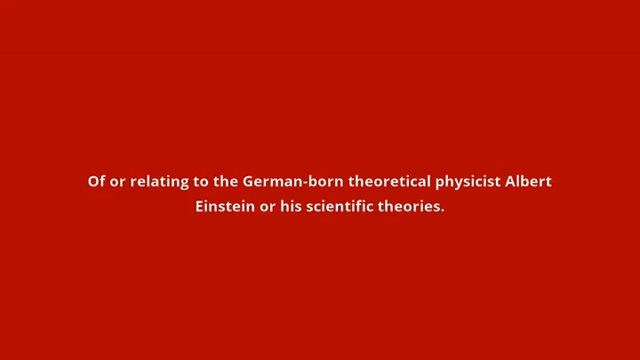 Of or relating to the German-born theoretical physicist Albert
Einstein or his scientific theories.